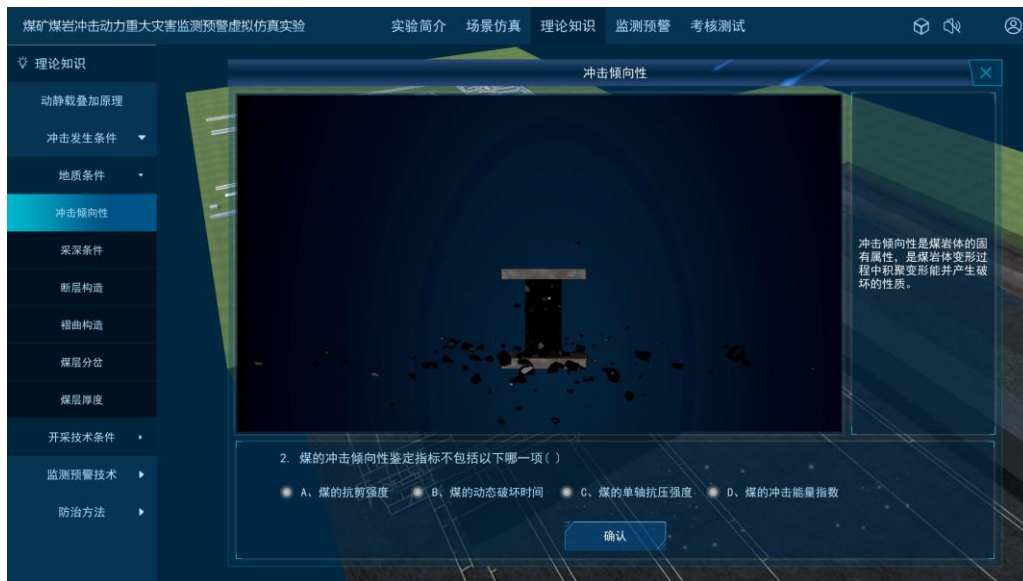 煤矿煤岩冲击动力重大灾害监测预警虚拟仿真实验
实验简介 场景仿真 理论知识 监测预警 考核测试
理论知识
动静载叠加原理
冲击发生条件
地质条件
冲击倾向性
采深条件
断层构造
褶曲构造
煤层分岔
煤层厚度
开采技术条件
监测预警技术
防治方法
冲击倾向性
冲击倾向性是煤岩体的固
有属性，是煤岩体变形过
程中积聚变形能并产生破
坏的性质。
2. 煤的冲击倾向性鉴定指标不包括以下哪一项( )
A、煤的抗剪强度 B、煤的动态破坏时间 C、煤的单轴抗压强度 D、煤的冲击能量指数
确认